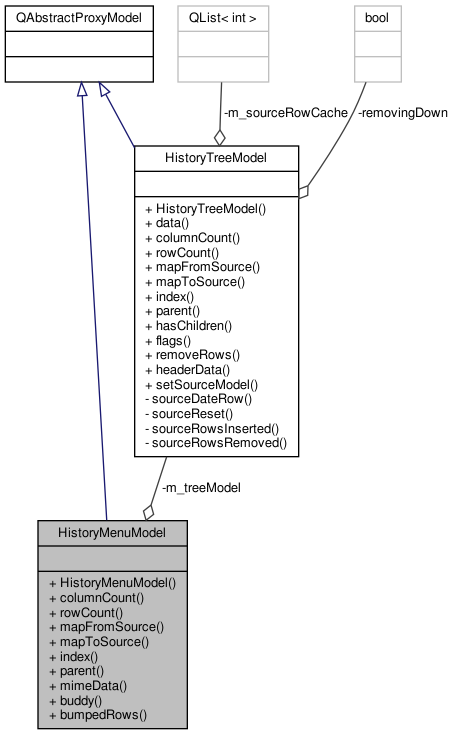 QAbstractProxyModel
QList< int >
bool
-m_sourceRowCache
-removingDown
HistoryTreeModel
+ HistoryTreeModel()
+ data()
+ columnCount()
+ rowCount()
+ mapFromSource()
+ mapToSource()
+ index()
+ parent()
+ hasChildren()
+ flags()
+ removeRows()
+ headerData()
+ setSourceModel()
- sourceDateRow()
- sourceReset()
- sourceRowsInserted()
- sourceRowsRemoved()
-m_treeModel
HistoryMenuModel
+ HistoryMenuModel()
+ columnCount()
+ rowCount()
+ mapFromSource()
+ mapToSource()
+ index()
+ parent()
+ mimeData()
+ buddy()
+ bumpedRows()